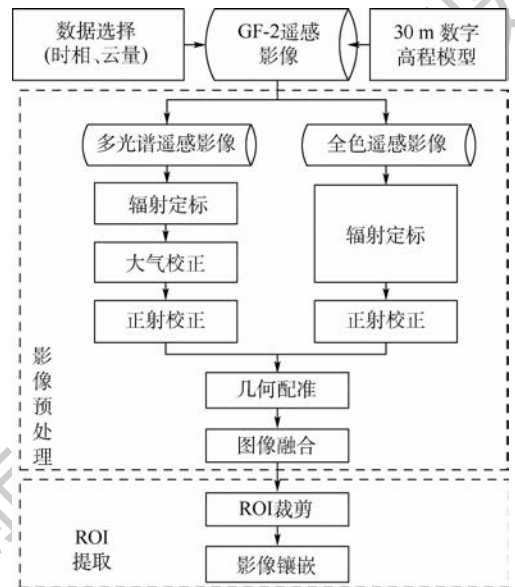 数据选择
(时相、云量)
GF-2遥感
影像
30 m 数字
高程模型
多光谱遥感影像
全色遥感影像
辐射定标
大气校正
正射校正
辐射定标
正射校正
几何配准
图像融合
影像预处理
ROI裁剪
影像镶嵌
ROI
提取